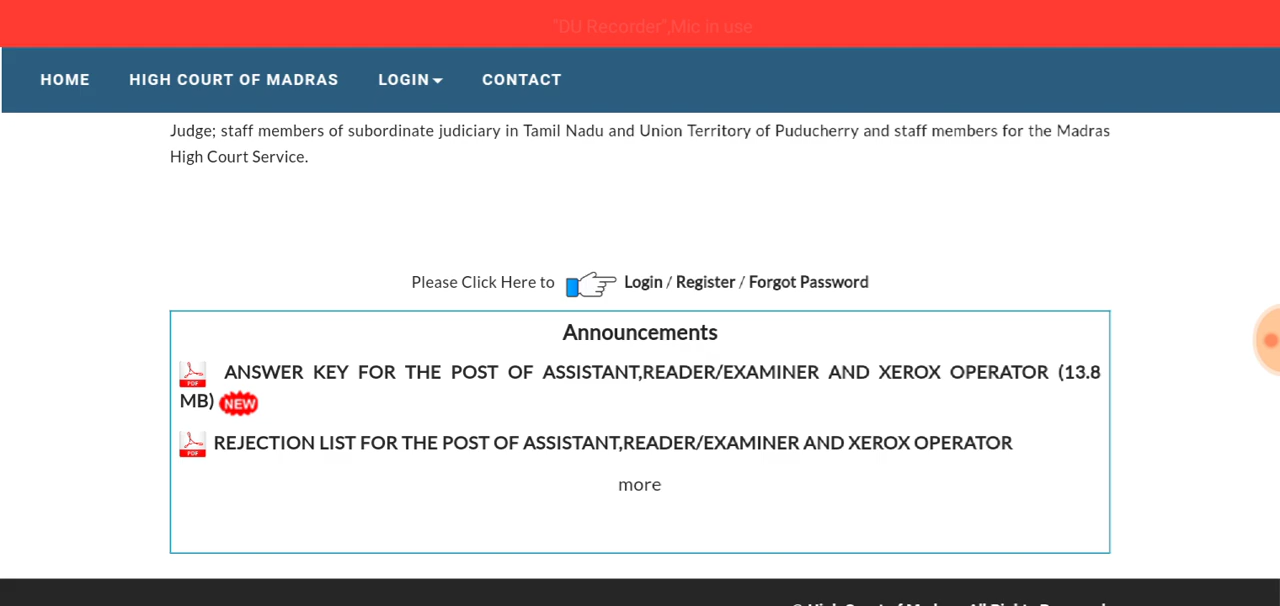 "DU Recorder",Mic in use
HOME HIGH COURT OF MADRAS LOGIN CONTACT
Judge; staff members of subordinate judiciary in Tamil Nadu and Union Territory of Puducherry and staff members for the Madras
High Court Service.
Please Click Here to Login / Register / Forgot Password
Announcements
PDF ANSWER KEY FOR THE POST OF ASSISTANT,READER/EXAMINER AND XEROX OPERATOR (13.8
MB) NEW
PDF REJECTION LIST FOR THE POST OF ASSISTANT,READER/EXAMINER AND XEROX OPERATOR
more